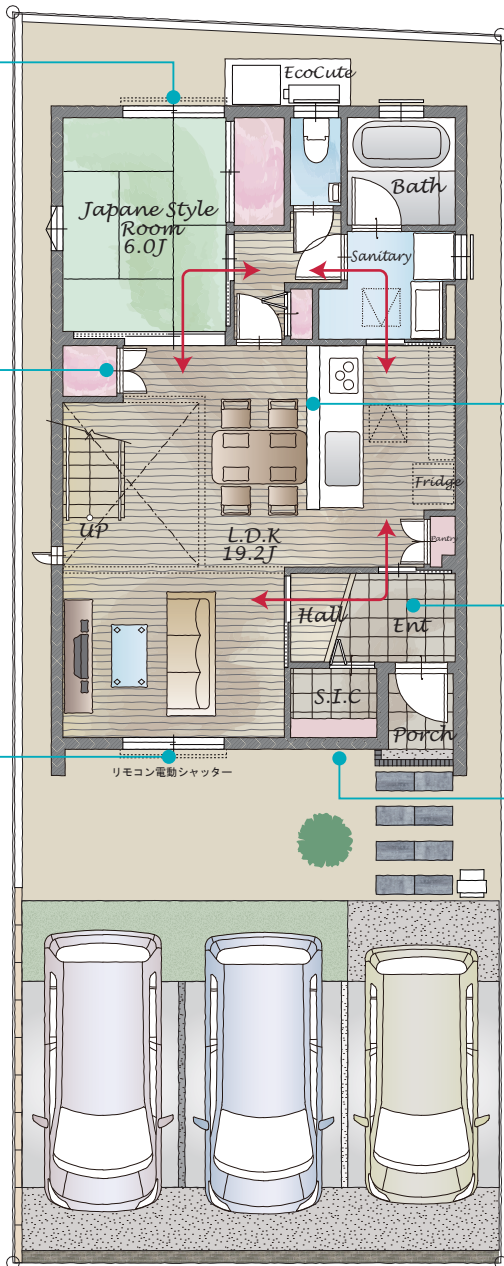 EcoCute
Bath
Japane Style
Room
6.0J
Sanitary
Fridge
UP
L.D.K
19.2J
Pantry
Hall
Ent
S.I.C
Porch
リモコン電動シャッター